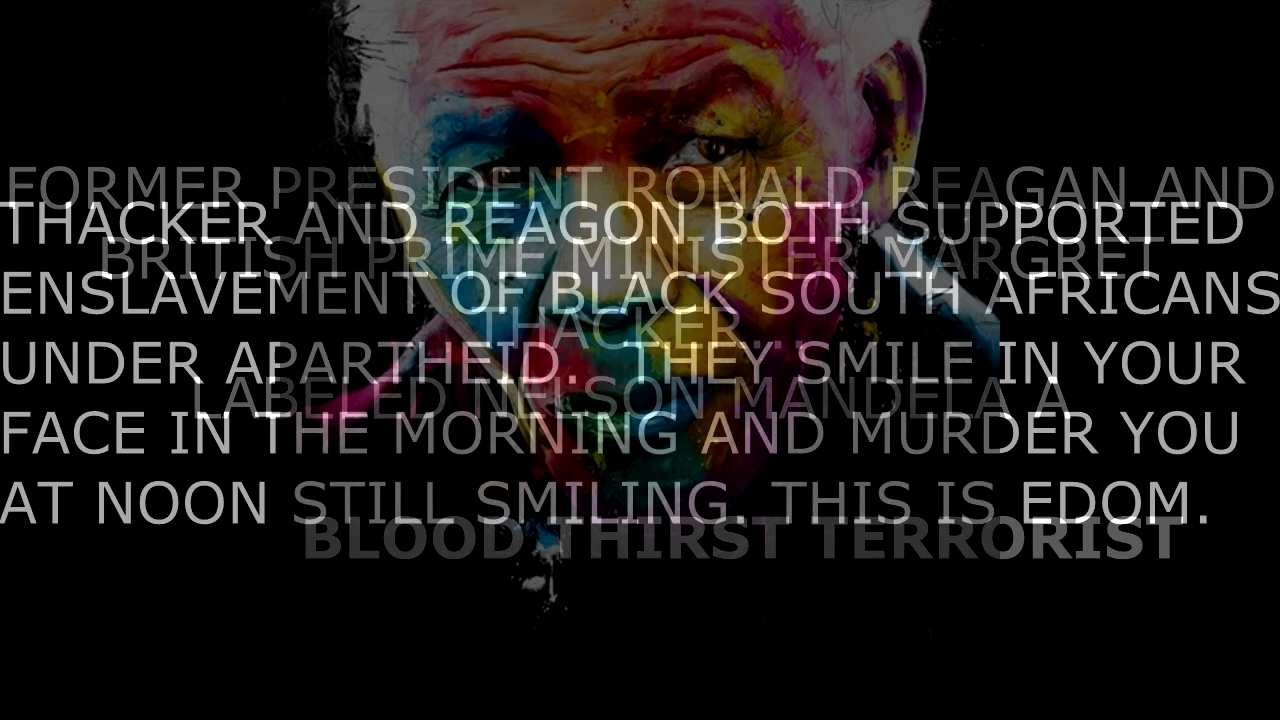 FORMER PRESIDENT RONALD REAGAN AND
THACKER AND REAGON BOTH SUPPORTED
BRITISH PRIME MINISTER MARGRET
ENSLAVEMENT OF BLACK SOUTH AFRICANS
THACKER ...
UNDER APARTHEID. THEY SMILE IN YOUR
LABELED NELSON MANDELA A
FACE IN THE MORNING AND MURDER YOU
AT NOON STILL SMILING. THIS IS EDOM.
BLOOD THIRST TERRORIST